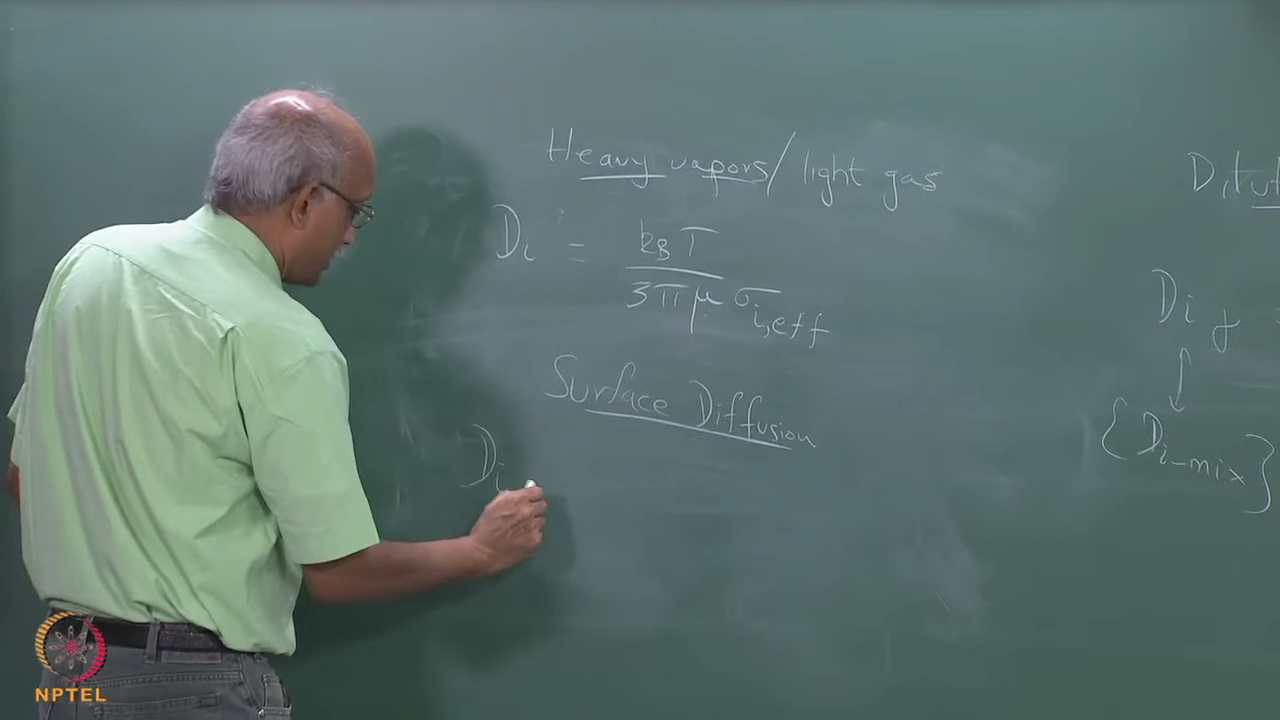 Heavy vapors/light gas
Di = kBT / 3πμ σi,eff
Surface Diffusion
Di
Di
{Di-mix}
NPTEL